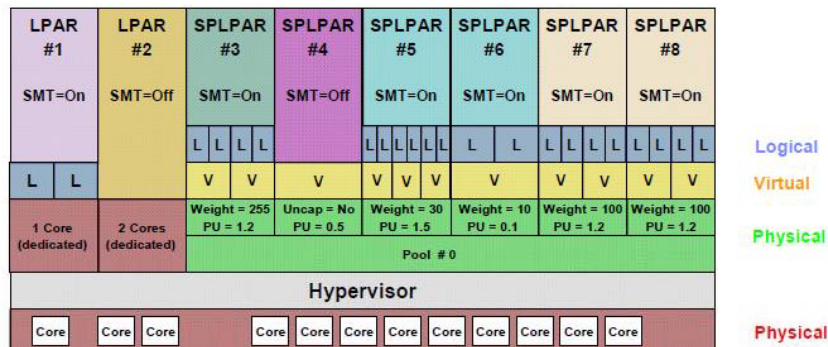 LPAR #1 SMT=On
LPAR #2 SMT=Off
SPLPAR #3 SMT=On
SPLPAR #4 SMT=Off
SPLPAR #5 SMT=On
SPLPAR #6 SMT=On
SPLPAR #7 SMT=On
SPLPAR #8 SMT=On
L L L L L L L L L L L L L L L L L L L L Logical
L L V V V V V V V V V V V Virtual
1 Core (dedicated)
2 Cores (dedicated)
Weight = 255 PU = 1.2
Uncap = No PU = 0.5
Weight = 30 PU = 1.5
Weight = 10 PU = 0.1
Weight = 100 PU = 1.2
Weight = 100 PU = 1.2
Physical
Pool # 0
Hypervisor
Core Core Core Core Core Core Core Core Core Core Core Core Physical